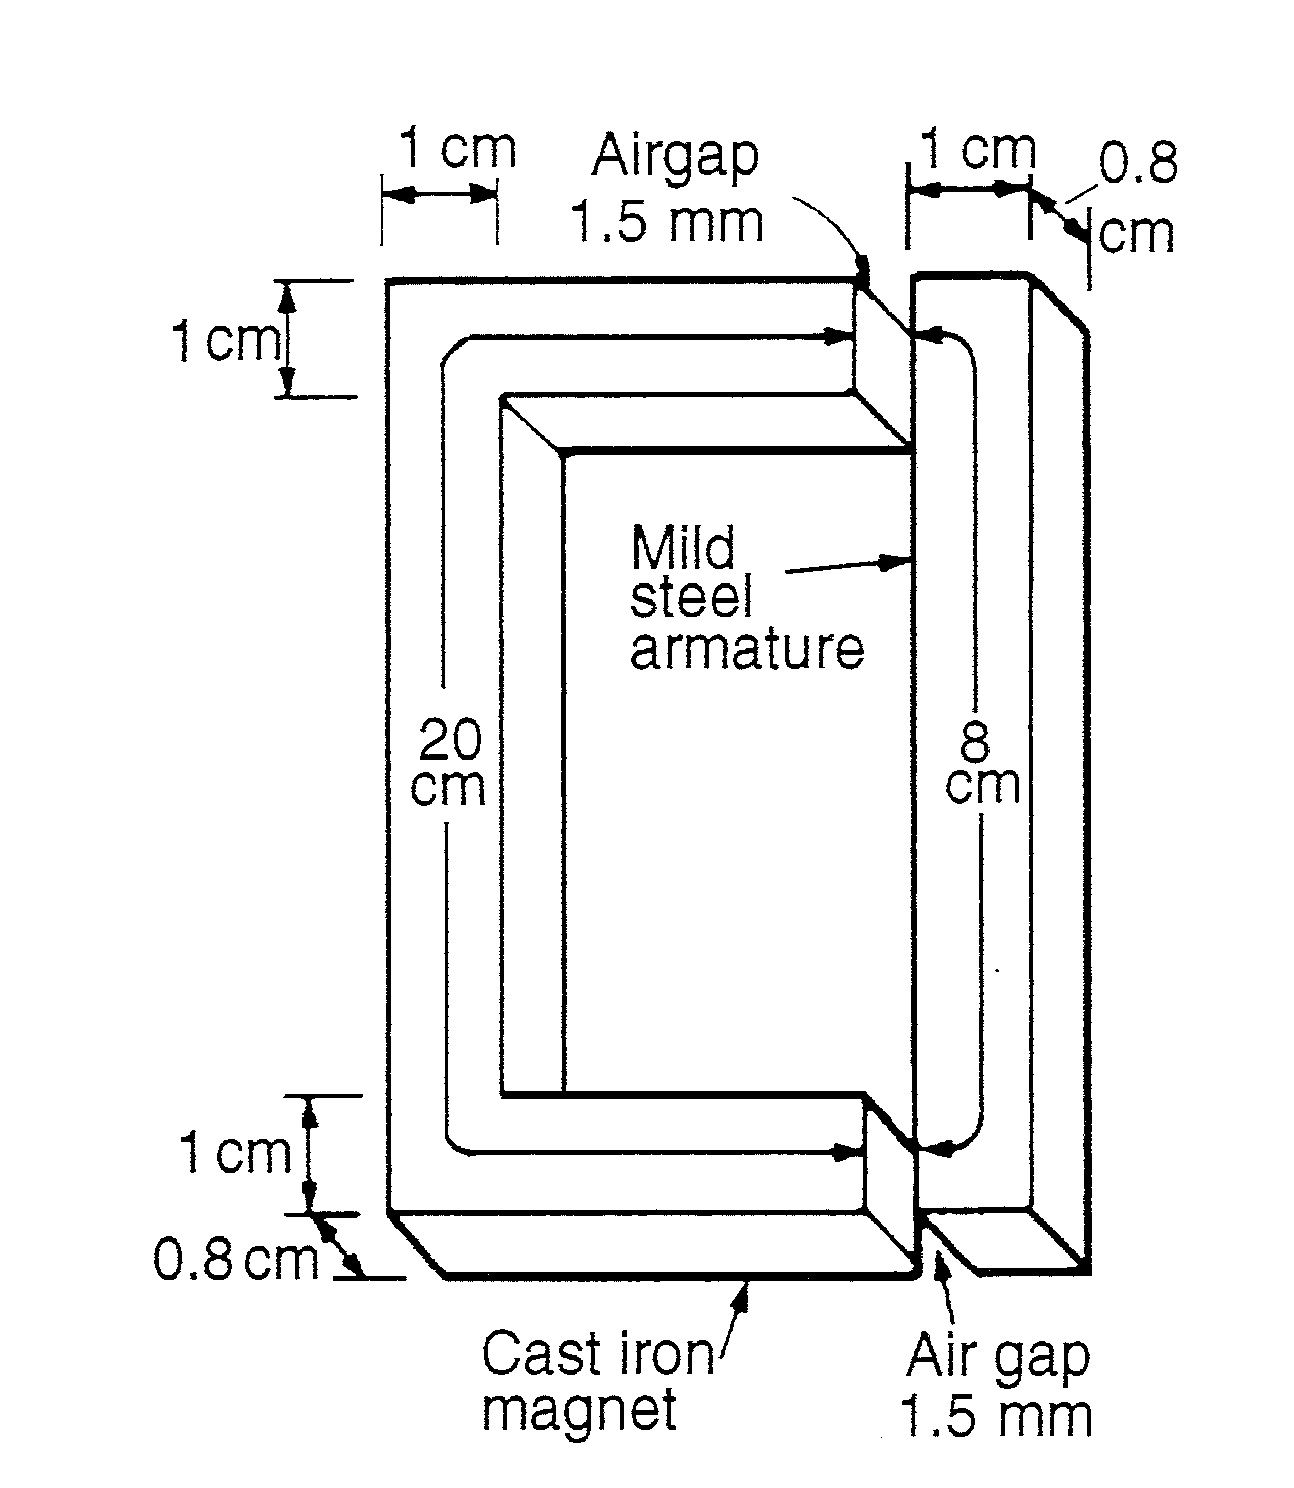 1 cm
Airgap
1.5 mm
1 cm
0.8
cm
1 cm
Mild
steel
armature
20
cm
8
cm
1 cm
0.8 cm
Cast iron
magnet
Air gap
1.5 mm